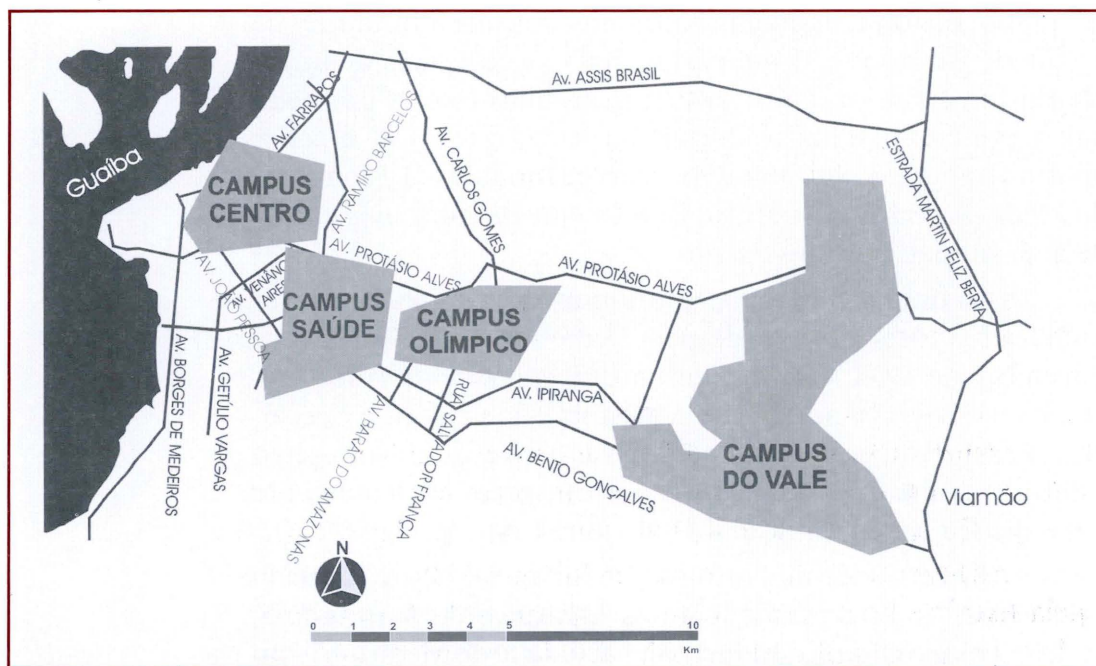 Av. ASSIS BRASIL
Av. FARRAPOS
Av. RAMIRO BARCELOS
Av. CARLOS GOMES
ESTRADA MARTIN FELIZ BERTA
Guaíba
CAMPUS
CENTRO
AV. PROTÁSIO ALVES
AV. PROTÁSIO ALVES
AV. JOÃO PESSOA
AV. VENÂNC
AIRES
CAMPUS
SAÚDE
CAMPUS
OLÍMPICO
AV. BORGES DE MEDEIROS
AV. GETÚLIO VARGAS
AV. BARÃO DO AMAZONAS
RUA SALVADOR FRANÇA
AV. IPIRANGA
AV. BENTO GONÇALVES
CAMPUS
DO VALE
Viamão
N
0 1 2 3 4 5 10
Km